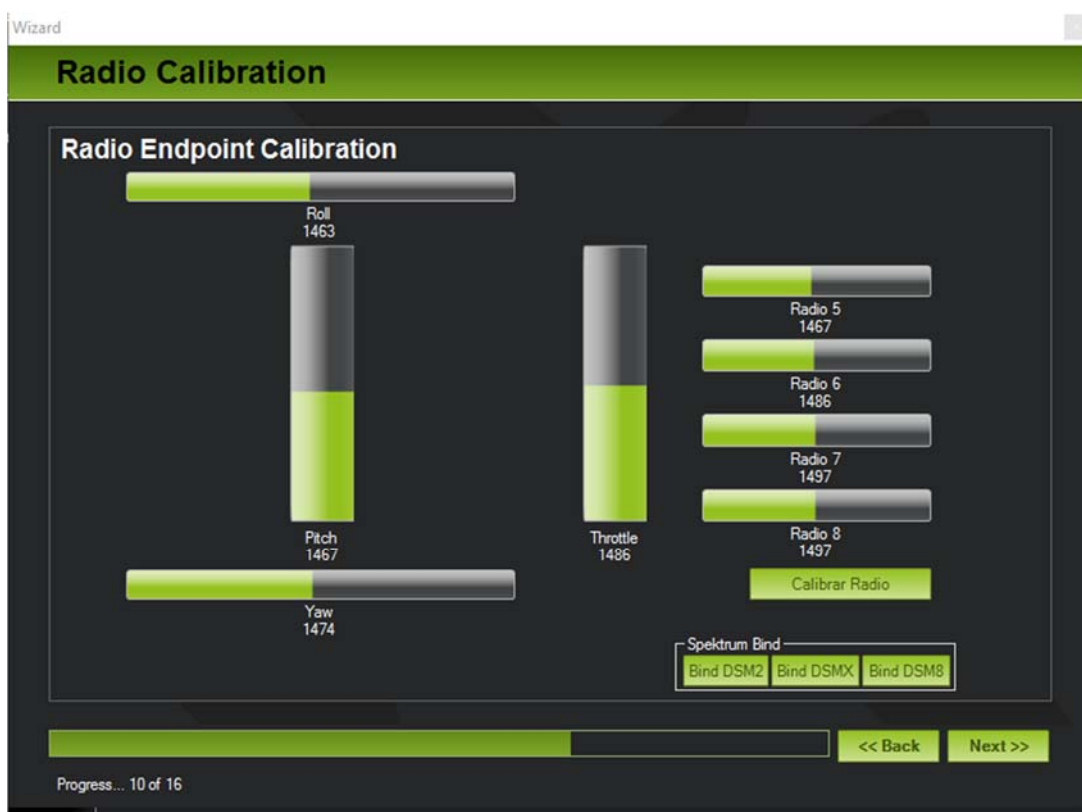 Wizard
Radio Calibration
Radio Endpoint Calibration
Roll
1463
Pitch
1467
Throttle
1486
Yaw
1474
Radio 5
1467
Radio 6
1486
Radio 7
1497
Radio 8
1497
Calibrar Radio
Spektrum Bind
Bind DSM2 Bind DSMX Bind DSM8
<< Back Next >>
Progress... 10 of 16